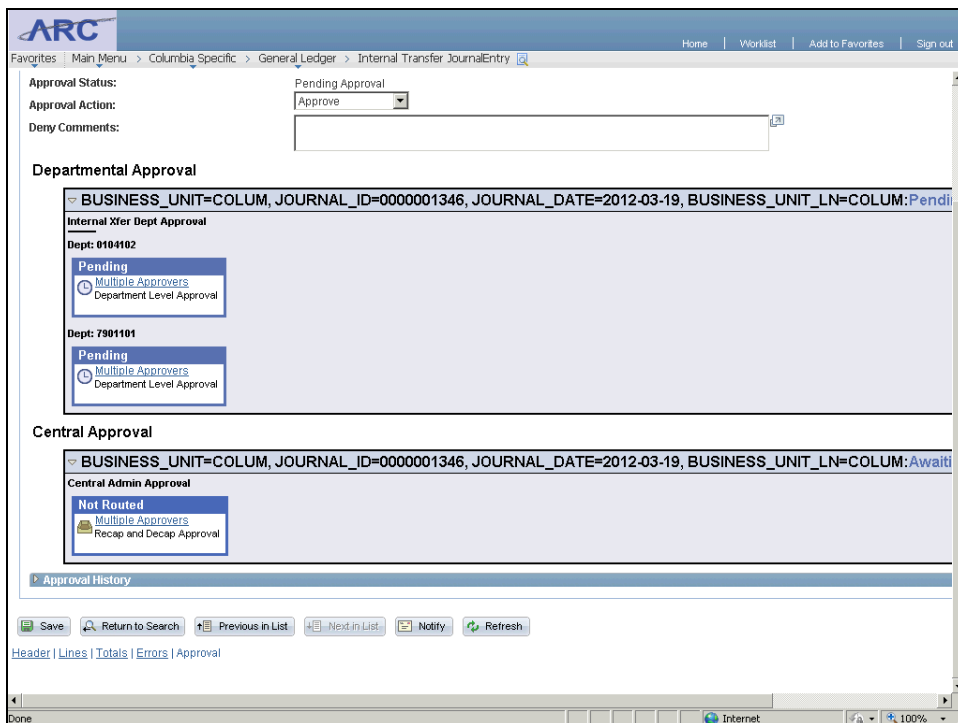 ARC
Home | Worklist | Add to Favorites | Sign out
Favorites Main Menu > Columbia Specific > General Ledger > Internal Transfer JournalEntry
Approval Status: Pending Approval
Approval Action: Approve
Deny Comments:
Departmental Approval
BUSINESS_UNIT=COLUM, JOURNAL_ID=0000001346, JOURNAL_DATE=2012-03-19, BUSINESS_UNIT_LN=COLUM:Pendi
Internal Xfer Dept Approval
Dept: 0104102
Pending
Multiple Approvers
Department Level Approval
Dept: 7901101
Pending
Multiple Approvers
Department Level Approval
Central Approval
BUSINESS_UNIT=COLUM, JOURNAL_ID=0000001346, JOURNAL_DATE=2012-03-19, BUSINESS_UNIT_LN=COLUM:Awaiti
Central Admin Approval
Not Routed
Multiple Approvers
Recap and Decap Approval
Approval History
Save Return to Search Previous in List Next in List Notify Refresh
Header | Lines | Totals | Errors | Approval
Done Internet 100%